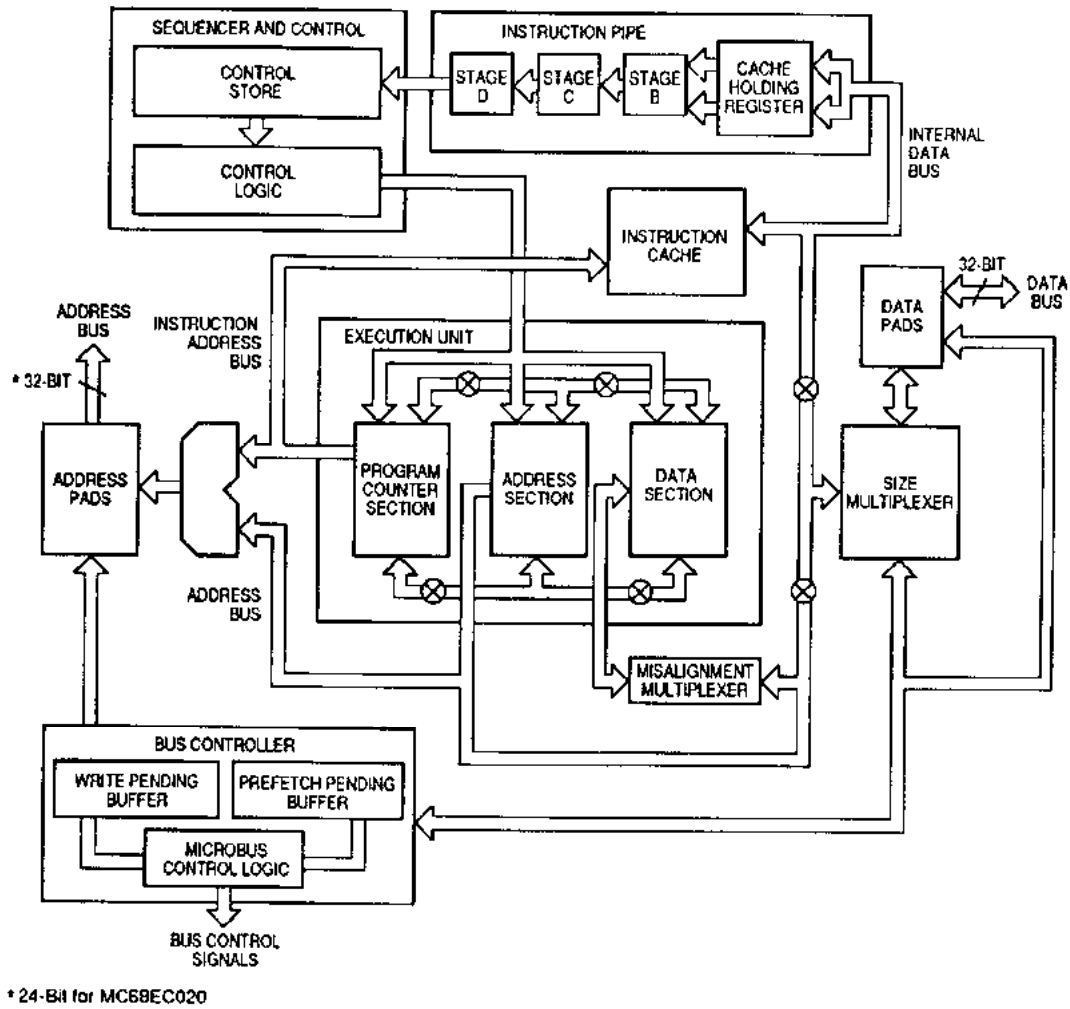 SEQUENCER AND CONTROL
CONTROL
STORE
CONTROL
LOGIC
INSTRUCTION PIPE
STAGE
D
STAGE
C
STAGE
B
CACHE
HOLDING
REGISTER
INTERNAL
DATA
BUS
INSTRUCTION
CACHE
32-BIT
DATA
BUS
DATA
PADS
ADDRESS
BUS
* 32-BIT
INSTRUCTION
ADDRESS
BUS
EXECUTION UNIT
ADDRESS
PADS
PROGRAM
COUNTER
SECTION
ADDRESS
SECTION
DATA
SECTION
SIZE
MULTIPLEXER
ADDRESS
BUS
MISALIGNMENT
MULTIPLEXER
BUS CONTROLLER
WRITE PENDING
BUFFER
PREFETCH PENDING
BUFFER
MICROBUS
CONTROL LOGIC
BUS CONTROL
SIGNALS
* 24-Bit for MC68EC020